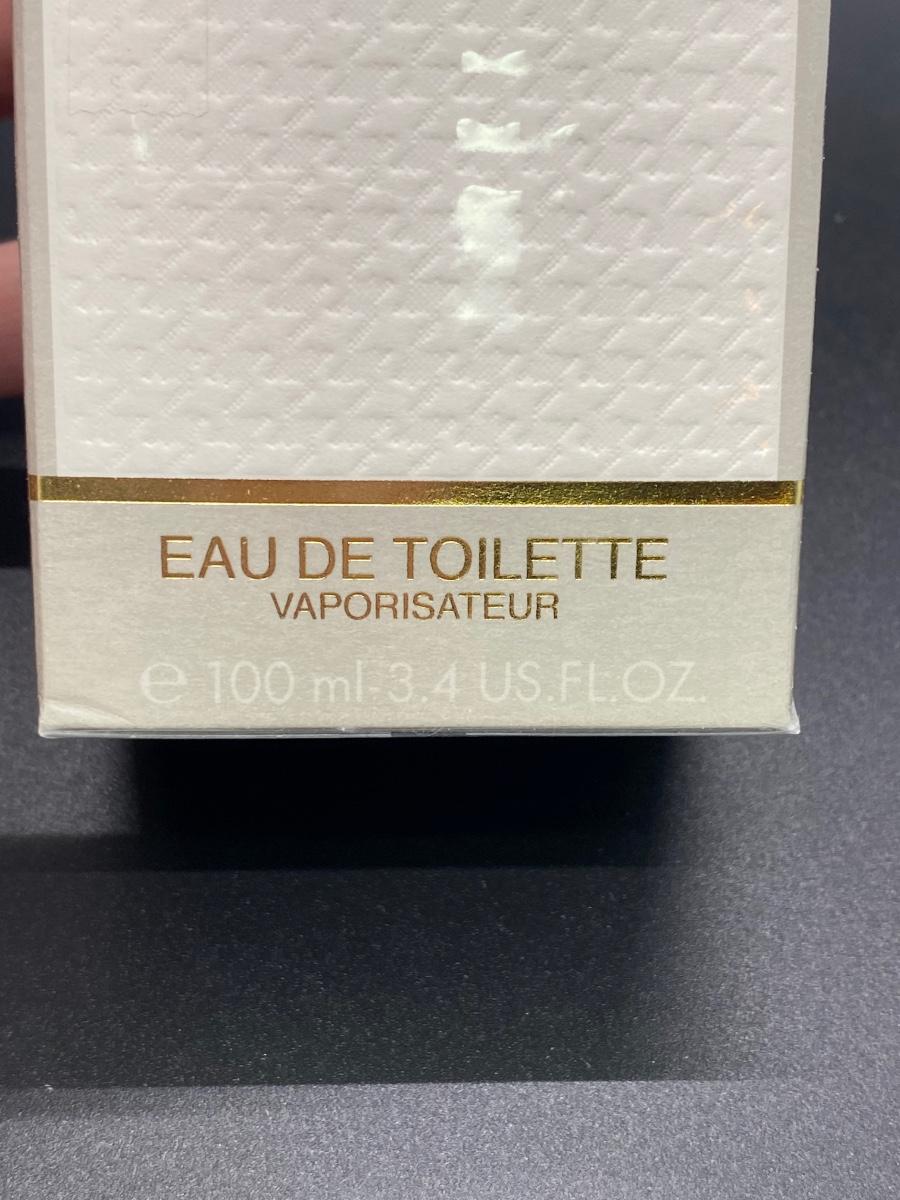 EAU DE TOILETTE
VAPORISATEUR
℮ 100 ml-3.4 US.FL.OZ.